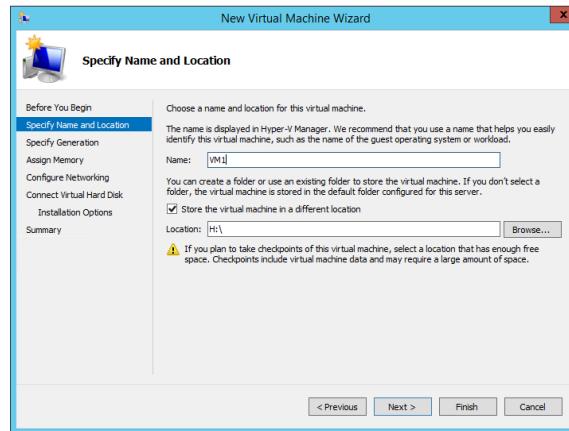 New Virtual Machine Wizard
x
Specify Name and Location
Before You Begin
Specify Name and Location
Specify Generation
Assign Memory
Configure Networking
Connect Virtual Hard Disk
Installation Options
Summary
Choose a name and location for this virtual machine.
The name is displayed in Hyper-V Manager. We recommend that you use a name that helps you easily
identify this virtual machine, such as the name of the guest operating system or workload.
Name: VM1
You can create a folder or use an existing folder to store the virtual machine. If you don't select a
folder, the virtual machine is stored in the default folder configured for this server.
Store the virtual machine in a different location
Location: H:\ Browse...
If you plan to take checkpoints of this virtual machine, select a location that has enough free
space. Checkpoints include virtual machine data and may require a large amount of space.
< Previous Next > Finish Cancel